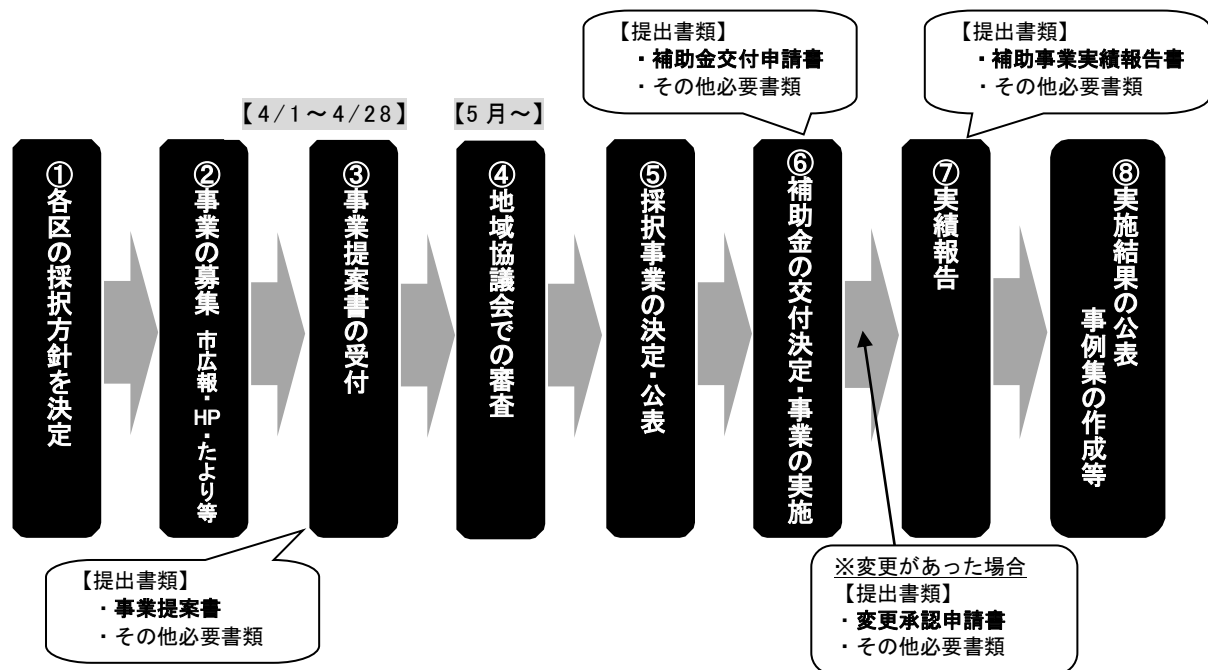 【提出書類】
・補助金交付申請書
・その他必要書類
【提出書類】
・補助事業実績報告書
・その他必要書類
【4/1～4/28】
【5月～】
①各区の採択方針を決定
②事業の募集 市広報・HP・たより等
③事業提案書の受付
④地域協議会での審査
⑤採択事業の決定・公表
⑥補助金の交付決定・事業の実施
⑦実績報告
⑧実施結果の公表
事例集の作成等
【提出書類】
・事業提案書
・その他必要書類
※変更があった場合
【提出書類】
・変更承認申請書
・その他必要書類